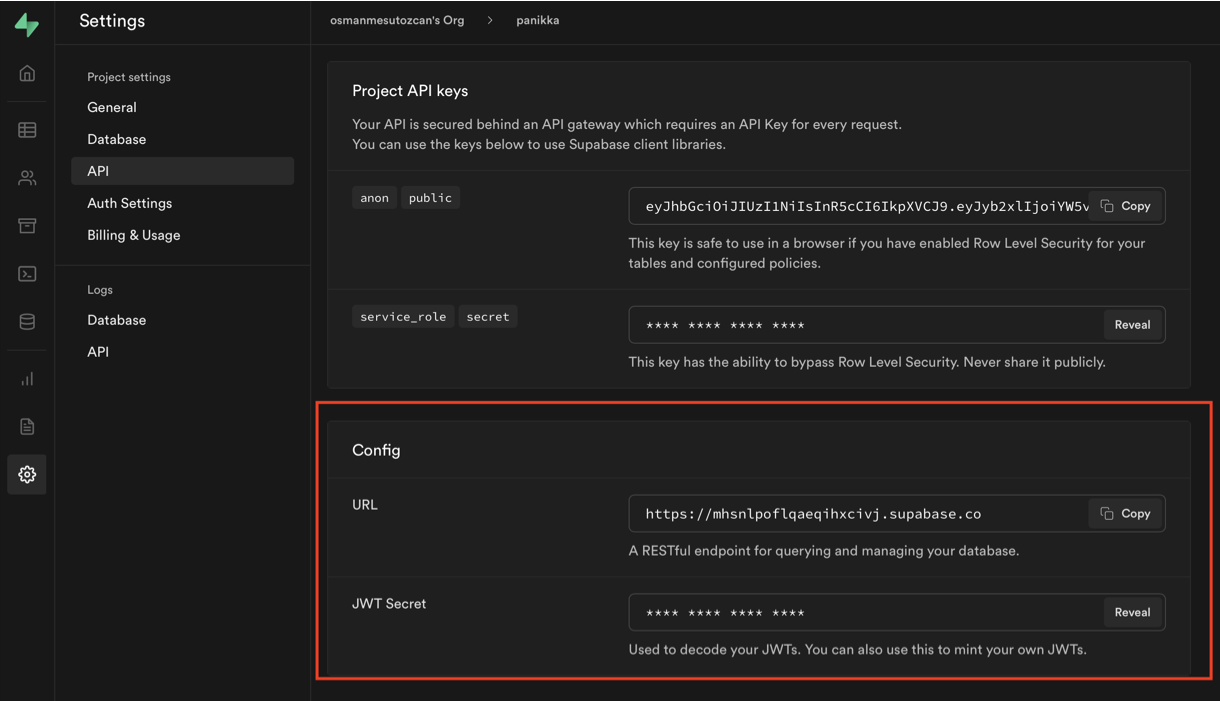 Settings
osmanmesutozcan's Org > panikka
Project settings
General
Database
API
Auth Settings
Billing & Usage
Logs
Database
API
Project API keys
Your API is secured behind an API gateway which requires an API Key for every request.
You can use the keys below to use Supabase client libraries.
anon public
eyJhbGciOiJIUzI1NiIsInR5cCI6IkpXVCJ9.eyJyb2xlIjoiYW5v
Copy
This key is safe to use in a browser if you have enabled Row Level Security for your
tables and configured policies.
service_role secret
**** **** **** ****
Reveal
This key has the ability to bypass Row Level Security. Never share it publicly.
Config
URL
https://mhsnlpoflqaeqihxcivj.supabase.co
Copy
A RESTful endpoint for querying and managing your database.
JWT Secret
**** **** **** ****
Reveal
Used to decode your JWTs. You can also use this to mint your own JWTs.